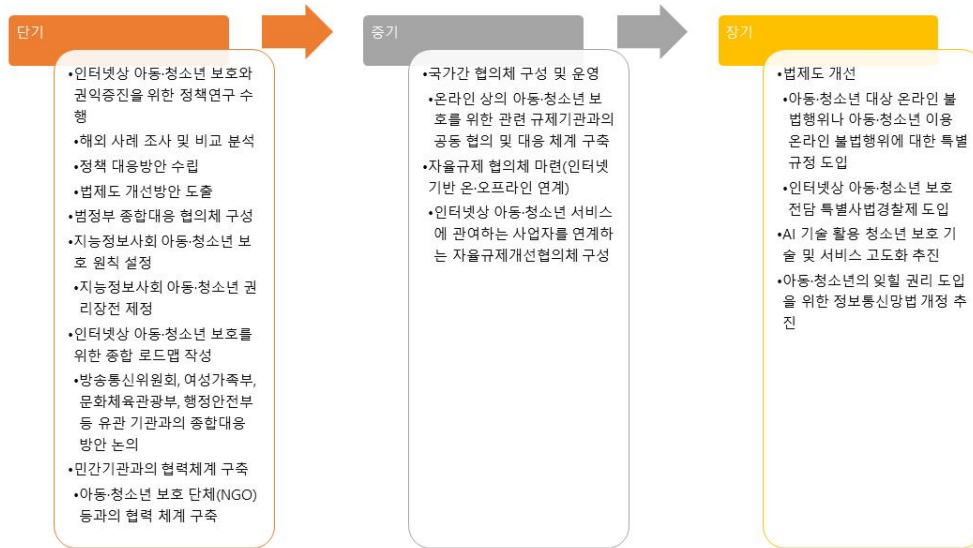 단기
•인터넷상 아동·청소년 보호와
권익증진을 위한 정책연구 수
행
•해외 사례 조사 및 비교 분석
•정책 대응방안 수립
•법제도 개선방안 도출
•범정부 종합대응 협의체 구성
•지능정보사회 아동·청소년 보
호 원칙 설정
•지능정보사회 아동·청소년 권
리장전 제정
•인터넷상 아동·청소년 보호를
위한 종합 로드맵 작성
•방송통신위원회, 여성가족부,
문화체육관광부, 행정안전부
등 유관 기관과의 종합대응
방안 논의
•민간기관과의 협력체계 구축
•아동·청소년 보호 단체(NGO)
등과의 협력 체계 구축
중기
•국가간 협의체 구성 및 운영
•온라인 상의 아동·청소년 보
호를 위한 관련 규제기관과의
공동 협의 및 대응 체계 구축
•자율규제 협의체 마련(인터넷
기반 온·오프라인 연계)
•인터넷상 아동·청소년 서비스
에 관여하는 사업자를 연계하
는 자율규제개선협의체 구성
장기
•법제도 개선
•아동·청소년 대상 온라인 불
법행위나 아동·청소년 이용
온라인 불법행위에 대한 특별
규정 도입
•인터넷상 아동·청소년 보호
전담 특별사법경찰제 도입
•AI 기술 활용 청소년 보호 기
술 및 서비스 고도화 추진
•아동·청소년의 잊힐 권리 도입
을 위한 정보통신망법 개정 추
진